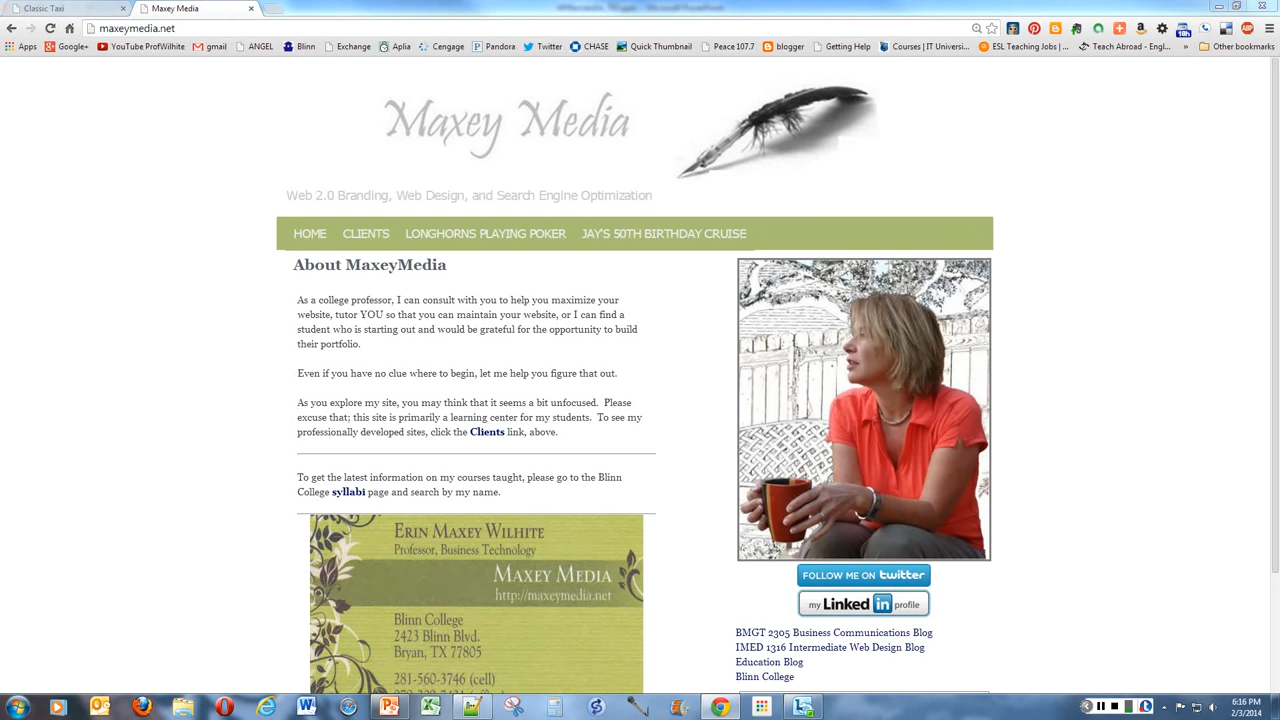 Classic Taxi
Maxey Media
maxeymedia.net
Apps Google+ YouTube ProfWilhite gmail ANGEL Blinn Exchange Aplia Cengage Pandora Twitter CHASE Quick Thumbnail Peace 107.7 blogger Getting Help Courses | IT Universi... ESL Teaching Jobs | ... Teach Abroad - Engl... » Other bookmarks
Maxey Media
Web 2.0 Branding, Web Design, and Search Engine Optimization
HOME CLIENTS LONGHORNS PLAYING POKER JAY'S 50TH BIRTHDAY CRUISE
About MaxeyMedia
As a college professor, I can consult with you to help you maximize your
website, tutor YOU so that you can maintain your website, or I can find a
student who is starting out and would be grateful for an opportunity to build
their portfolio.
Even if you have no clue where to begin, let me help you figure that out.
As you explore my site, you may think that it seems a bit unfocused. Please
excuse that; this site is primarily a learning center for my students. To see my
professionally developed sites, click the Clients link, above.
To get the latest information on my courses taught, please go to the Blinn
College syllabi page and search by my name.
ERIN MAXEY WILHITE
Professor, Business Technology
MAXEY MEDIA
http://maxeymedia.net
Blinn College
2423 Blinn Blvd.
Bryan, TX 77805
281-560-3746 (cell)
FOLLOW ME ON twitter
my Linked in profile
BMGT 2305 Business Communications Blog
IMED 1316 Intermediate Web Design Blog
Education Blog
Blinn College
6:16 PM
2/3/2014